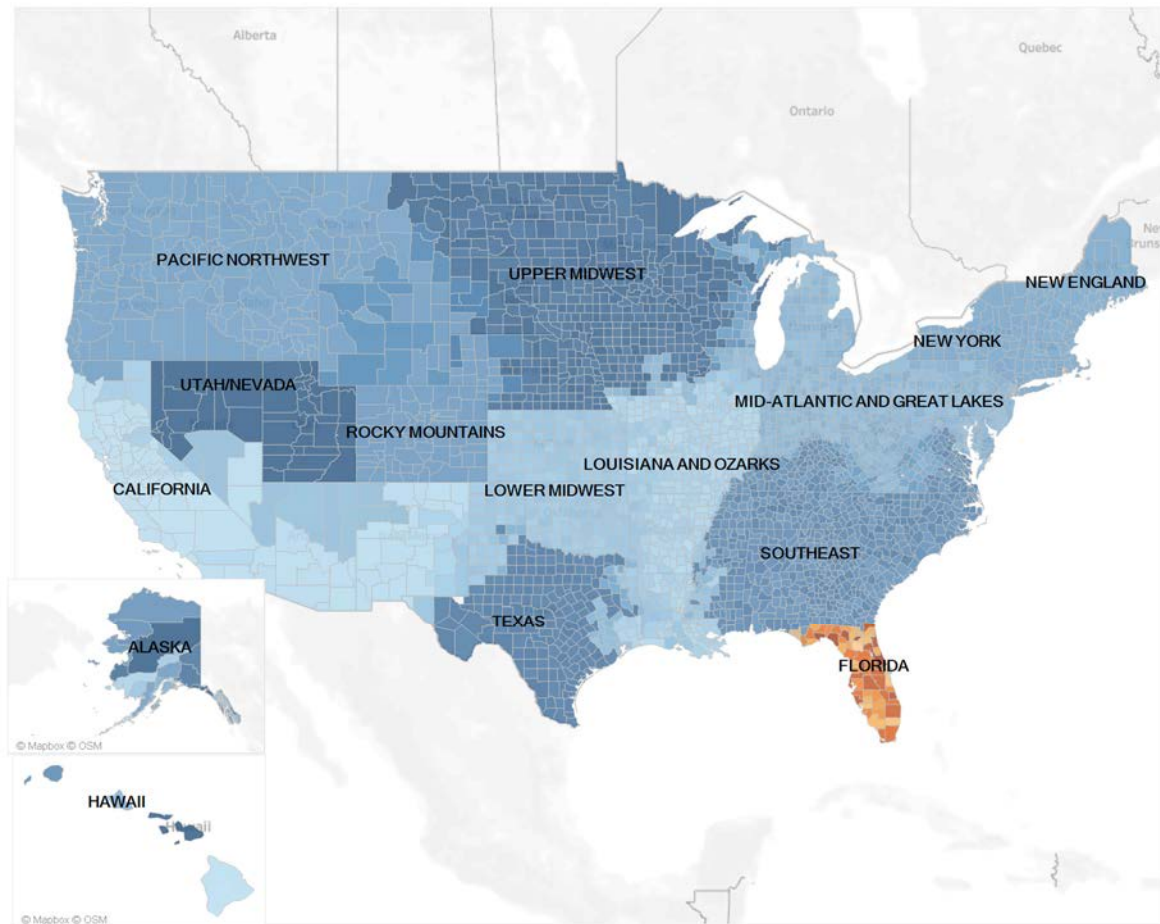 Alberta
Quebec
Ontario
PACIFIC NORTHWEST
UPPER MIDWEST
NEW ENGLAND
NEW YORK
UTAH/NEVADA
MID-ATLANTIC AND GREAT LAKES
ROCKY MOUNTAINS
LOUISIANA AND OZARKS
CALIFORNIA
LOWER MIDWEST
SOUTHEAST
TEXAS
ALASKA
FLORIDA
© Mapbox © OSM
HAWAII
© Mapbox © OSM